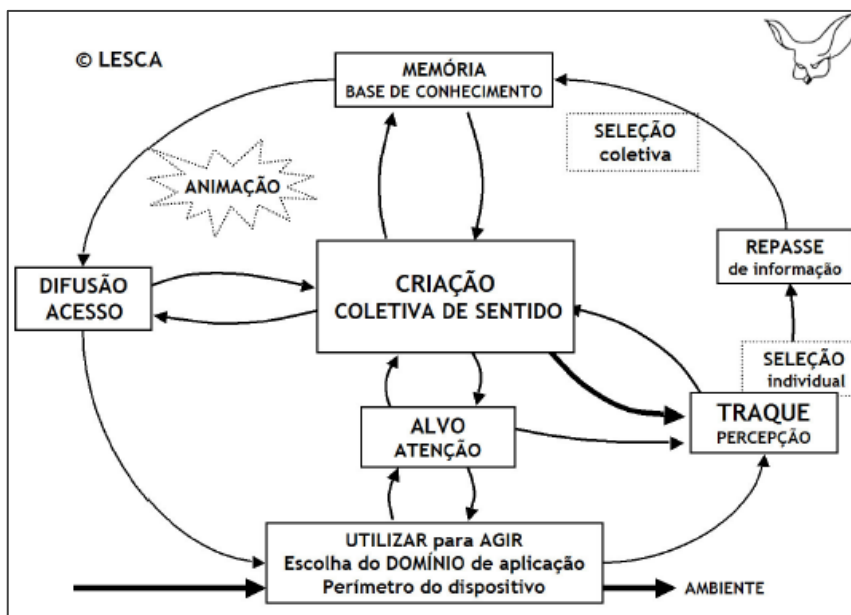 © LESCA
MEMÓRIA
BASE DE CONHECIMENTO
SELEÇÃO
coletiva
ANIMAÇÃO
REPASSE
de informação
DIFUSÃO
ACESSO
CRIAÇÃO
COLETIVA DE SENTIDO
SELEÇÃO
individual
TRAQUE
PERCEPÇÃO
ALVO
ATENÇÃO
UTILIZAR para AGIR
Escolha do DOMÍNIO de aplicação
Perímetro do dispositivo
AMBIENTE